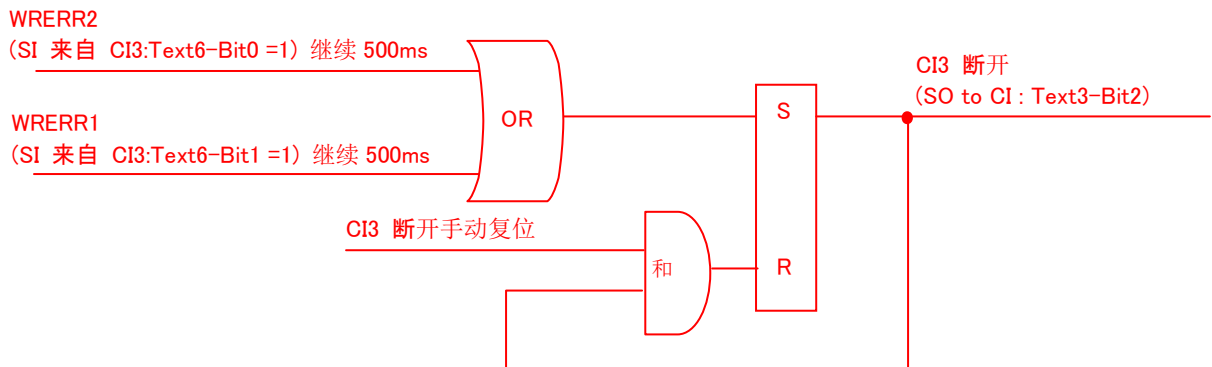 WRERR2
(SI 来自 CI3:Text6-Bit0 =1) 继续 500ms
CI3 断开
(SO to CI : Text3-Bit2)
OR
S
WRERR1
(SI 来自 CI3:Text6-Bit1 =1) 继续 500ms
CI3 断开手动复位
和
R